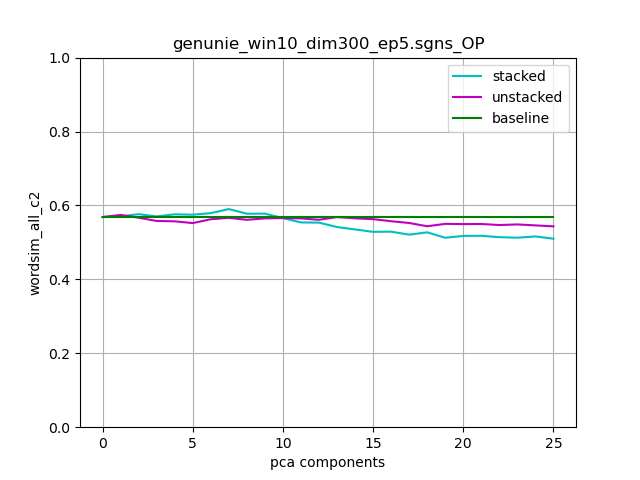 genunie_win10_dim300_ep5.sgns_OP
stacked
unstacked
baseline
wordsim_all_c2
1.0
0.8
0.6
0.4
0.2
0.0
0 5 10 15 20 25
pca components